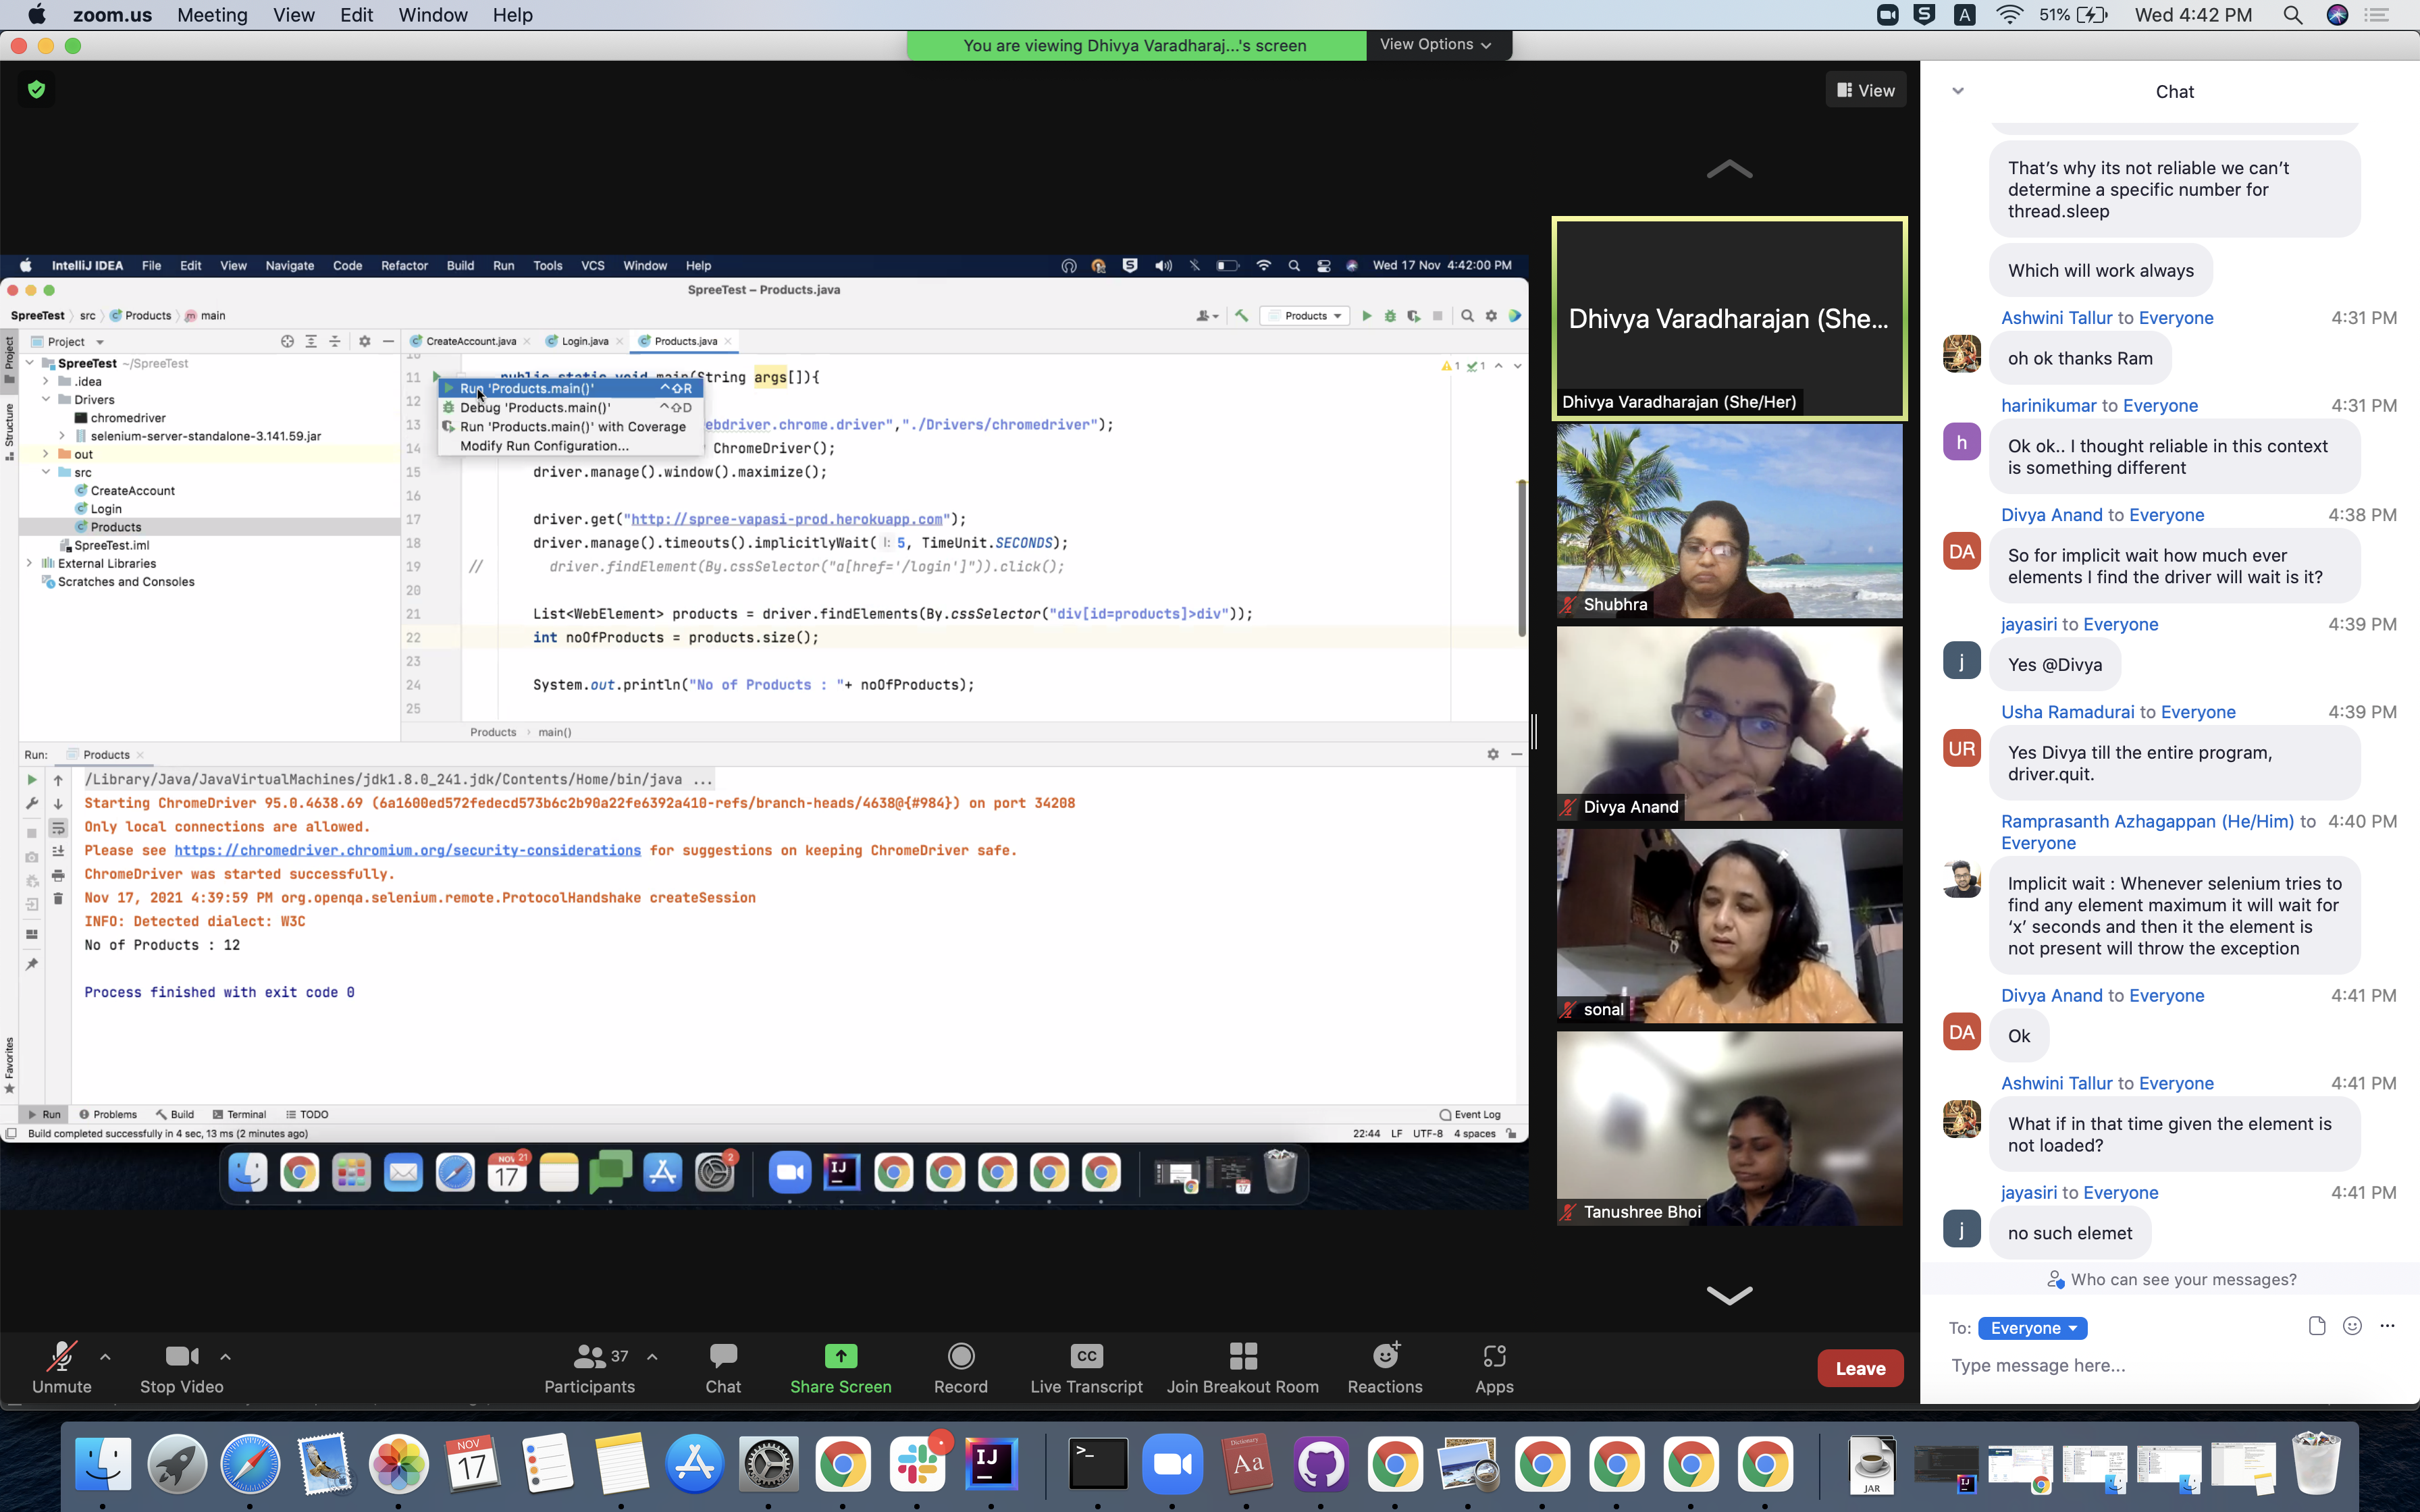 zoom.us Meeting View Edit Window Help
51% Wed 4:42 PM
You are viewing Dhivya Varadharaj...'s screen View Options
View
IntelliJ IDEA File Edit View Navigate Code Refactor Build Run Tools VCS Window Help
Wed 17 Nov 4:42:00 PM
SpreeTest – Products.java
SpreeTest src Products main
Products
Project
CreateAccount.java Login.java Products.java
Project
Structure
Favorites
SpreeTest ~/SpreeTest
.idea
Drivers
chromedriver
selenium-server-standalone-3.141.59.jar
out
src
CreateAccount
Login
Products
SpreeTest.iml
External Libraries
Scratches and Consoles
10
11 public static void main(String args[]){
Run 'Products.main()' ^⇧R
12
Debug 'Products.main()' ^⇧D
13 ebdriver.chrome.driver","./Drivers/chromedriver");
Run 'Products.main()' with Coverage
14 ChromeDriver();
Modify Run Configuration...
15 driver.manage().window().maximize();
16
17 driver.get("http://spree-vapasi-prod.herokuapp.com");
18 driver.manage().timeouts().implicitlyWait( l: 5, TimeUnit.SECONDS);
19 // driver.findElement(By.cssSelector("a[href='/login']")).click();
20
21 List<WebElement> products = driver.findElements(By.cssSelector("div[id=products]>div"));
22 int noOfProducts = products.size();
23
24 System.out.println("No of Products : "+ noOfProducts);
25
1 1
Products main()
Run: Products
/Library/Java/JavaVirtualMachines/jdk1.8.0_241.jdk/Contents/Home/bin/java ...
Starting ChromeDriver 95.0.4638.69 (6a1600ed572fedecd573b6c2b90a22fe6392a410-refs/branch-heads/4638@{#984}) on port 34208
Only local connections are allowed.
Please see https://chromedriver.chromium.org/security-considerations for suggestions on keeping ChromeDriver safe.
ChromeDriver was started successfully.
Nov 17, 2021 4:39:59 PM org.openqa.selenium.remote.ProtocolHandshake createSession
INFO: Detected dialect: W3C
No of Products : 12
Process finished with exit code 0
Run Problems Build Terminal TODO Event Log
Build completed successfully in 4 sec, 13 ms (2 minutes ago) 22:44 LF UTF-8 4 spaces
NOV 21
17
2
IJ
17
Dhivya Varadharajan (She...
Dhivya Varadharajan (She/Her)
Shubhra
Divya Anand
sonal
Tanushree Bhoi
Chat
That's why its not reliable we can't
determine a specific number for
thread.sleep
Which will work always
Ashwini Tallur to Everyone 4:31 PM
oh ok thanks Ram
harinikumar to Everyone 4:31 PM
h
Ok ok.. I thought reliable in this context
is something different
Divya Anand to Everyone 4:38 PM
DA
So for implicit wait how much ever
elements I find the driver will wait is it?
jayasiri to Everyone 4:39 PM
j
Yes @Divya
Usha Ramadurai to Everyone 4:39 PM
UR
Yes Divya till the entire program,
driver.quit.
Ramprasanth Azhagappan (He/Him) to 4:40 PM
Everyone
Implicit wait : Whenever selenium tries to
find any element maximum it will wait for
'x' seconds and then it the element is
not present will throw the exception
Divya Anand to Everyone 4:41 PM
DA
Ok
Ashwini Tallur to Everyone 4:41 PM
What if in that time given the element is
not loaded?
jayasiri to Everyone 4:41 PM
j
no such elemet
Who can see your messages?
To: Everyone
Type message here...
37
CC
Unmute Stop Video Participants Chat Share Screen Record Live Transcript Join Breakout Room Reactions Apps Leave
NOV
17
IJ
>_
Dictionary
Aa
JAR